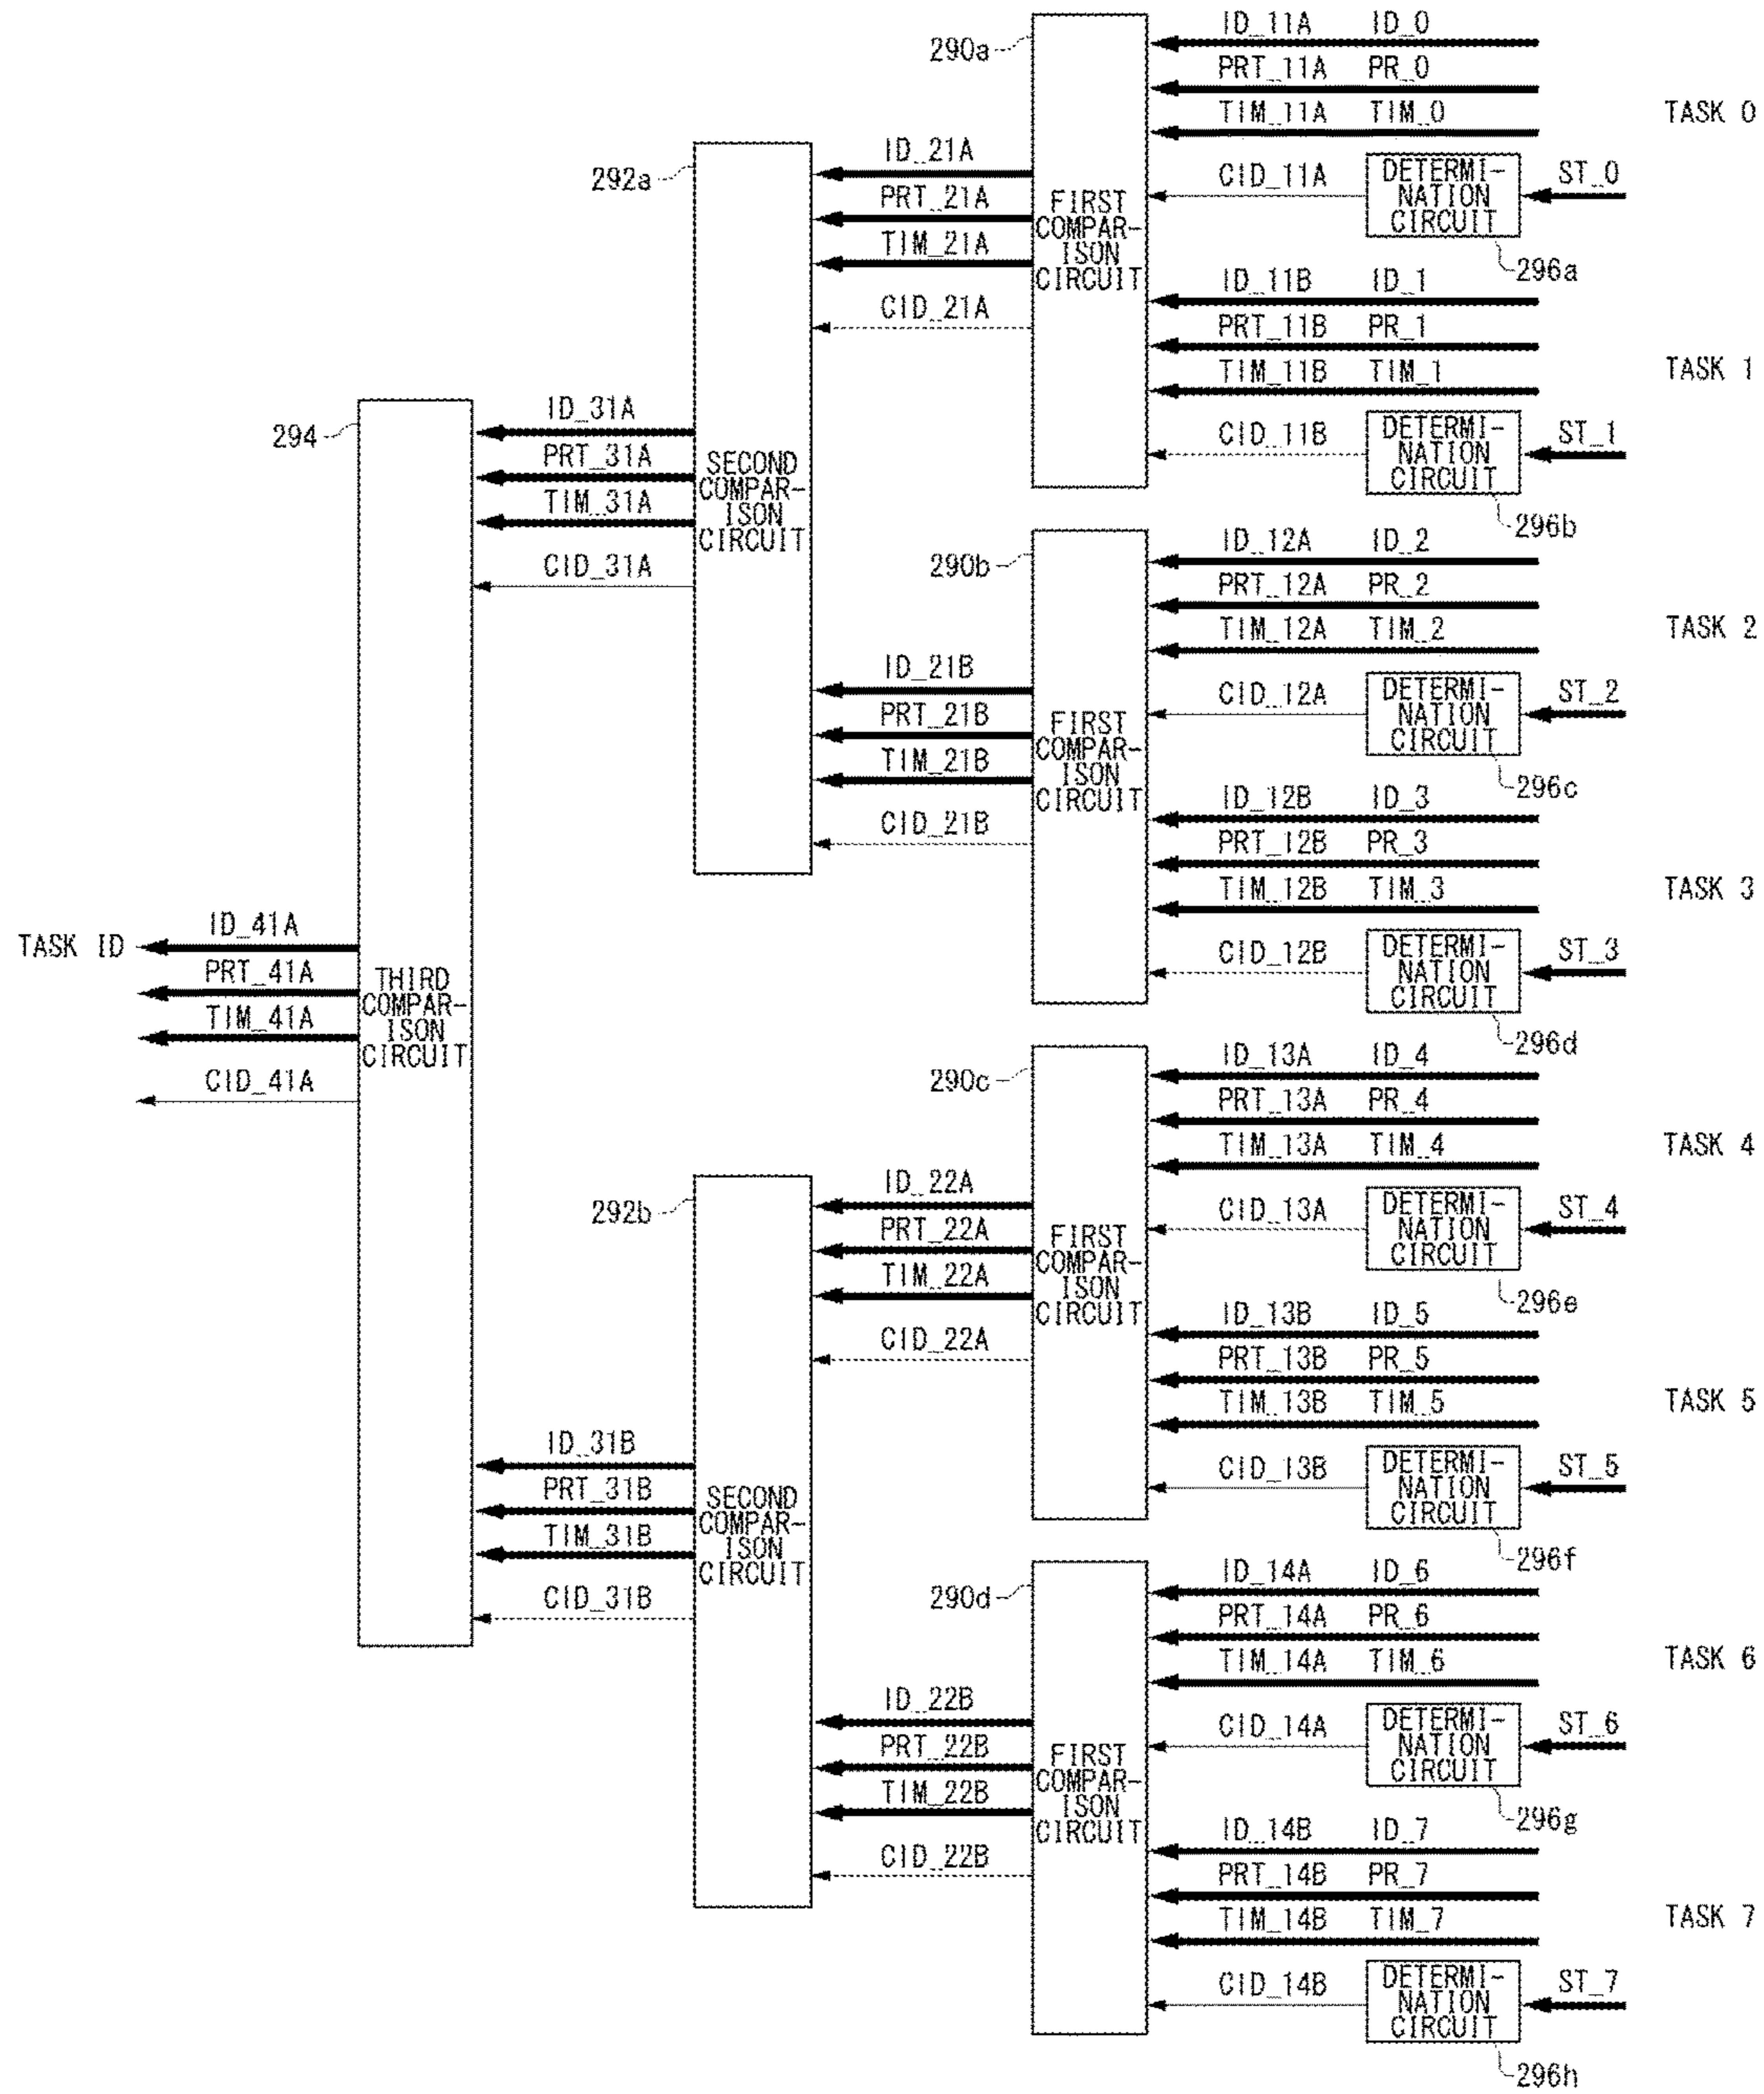 ID_11A ID_0
290a
PRT_11A PR_0
TIM_11A TIM_0
TASK 0
292a
ID_21A
CID_11A
DETERMI-
NATION
CIRCUIT
ST_0
PRT_21A
FIRST
COMPAR-
ISON
CIRCUIT
TIM_21A
296a
ID_11B ID_1
CID_21A
PRT_11B PR_1
TIM_11B TIM_1
TASK 1
294
ID_31A
CID_11B
DETERMI-
NATION
CIRCUIT
ST_1
PRT_31A
SECOND
COMPAR-
ISON
CIRCUIT
TIM_31A
296b
ID_12A ID_2
CID_31A
290b
PRT_12A PR_2
TIM_12A TIM_2
TASK 2
ID_21B
CID_12A
DETERMI-
NATION
CIRCUIT
ST_2
PRT_21B
FIRST
COMPAR-
ISON
CIRCUIT
TIM_21B
296c
ID_12B ID_3
CID_21B
PRT_12B PR_3
TIM_12B TIM_3
TASK 3
TASK ID
ID_41A
CID_12B
DETERMI-
NATION
CIRCUIT
ST_3
PRT_41A
THIRD
COMPAR-
ISON
CIRCUIT
TIM_41A
296d
CID_41A
290c
ID_13A ID_4
PRT_13A PR_4
TIM_13A TIM_4
TASK 4
292b
ID_22A
CID_13A
DETERMI-
NATION
CIRCUIT
ST_4
PRT_22A
FIRST
COMPAR-
ISON
CIRCUIT
TIM_22A
296e
ID_13B ID_5
CID_22A
PRT_13B PR_5
TIM_13B TIM_5
TASK 5
ID_31B
CID_13B
DETERMI-
NATION
CIRCUIT
ST_5
PRT_31B
SECOND
COMPAR-
ISON
CIRCUIT
TIM_31B
296f
ID_14A ID_6
CID_31B
290d
PRT_14A PR_6
TIM_14A TIM_6
TASK 6
ID_22B
CID_14A
DETERMI-
NATION
CIRCUIT
ST_6
PRT_22B
FIRST
COMPAR-
ISON
CIRCUIT
TIM_22B
296g
ID_14B ID_7
CID_22B
PRT_14B PR_7
TIM_14B TIM_7
TASK 7
CID_14B
DETERMI-
NATION
CIRCUIT
ST_7
296h